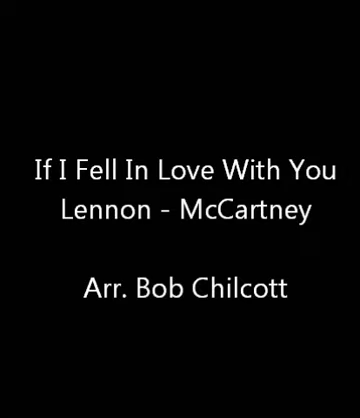 If I Fell In Love With You
Lennon - McCartney
Arr. Bob Chilcott